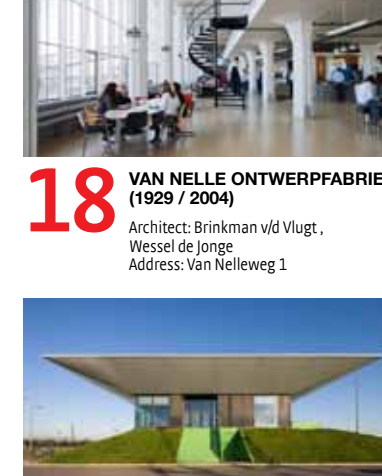 18
VAN NELLE ONTWERPFABRIE
(1929 / 2004)
Architect: Brinkman v/d Vlugt ,
Wessel de Jonge
Address: Van Nelleweg 1